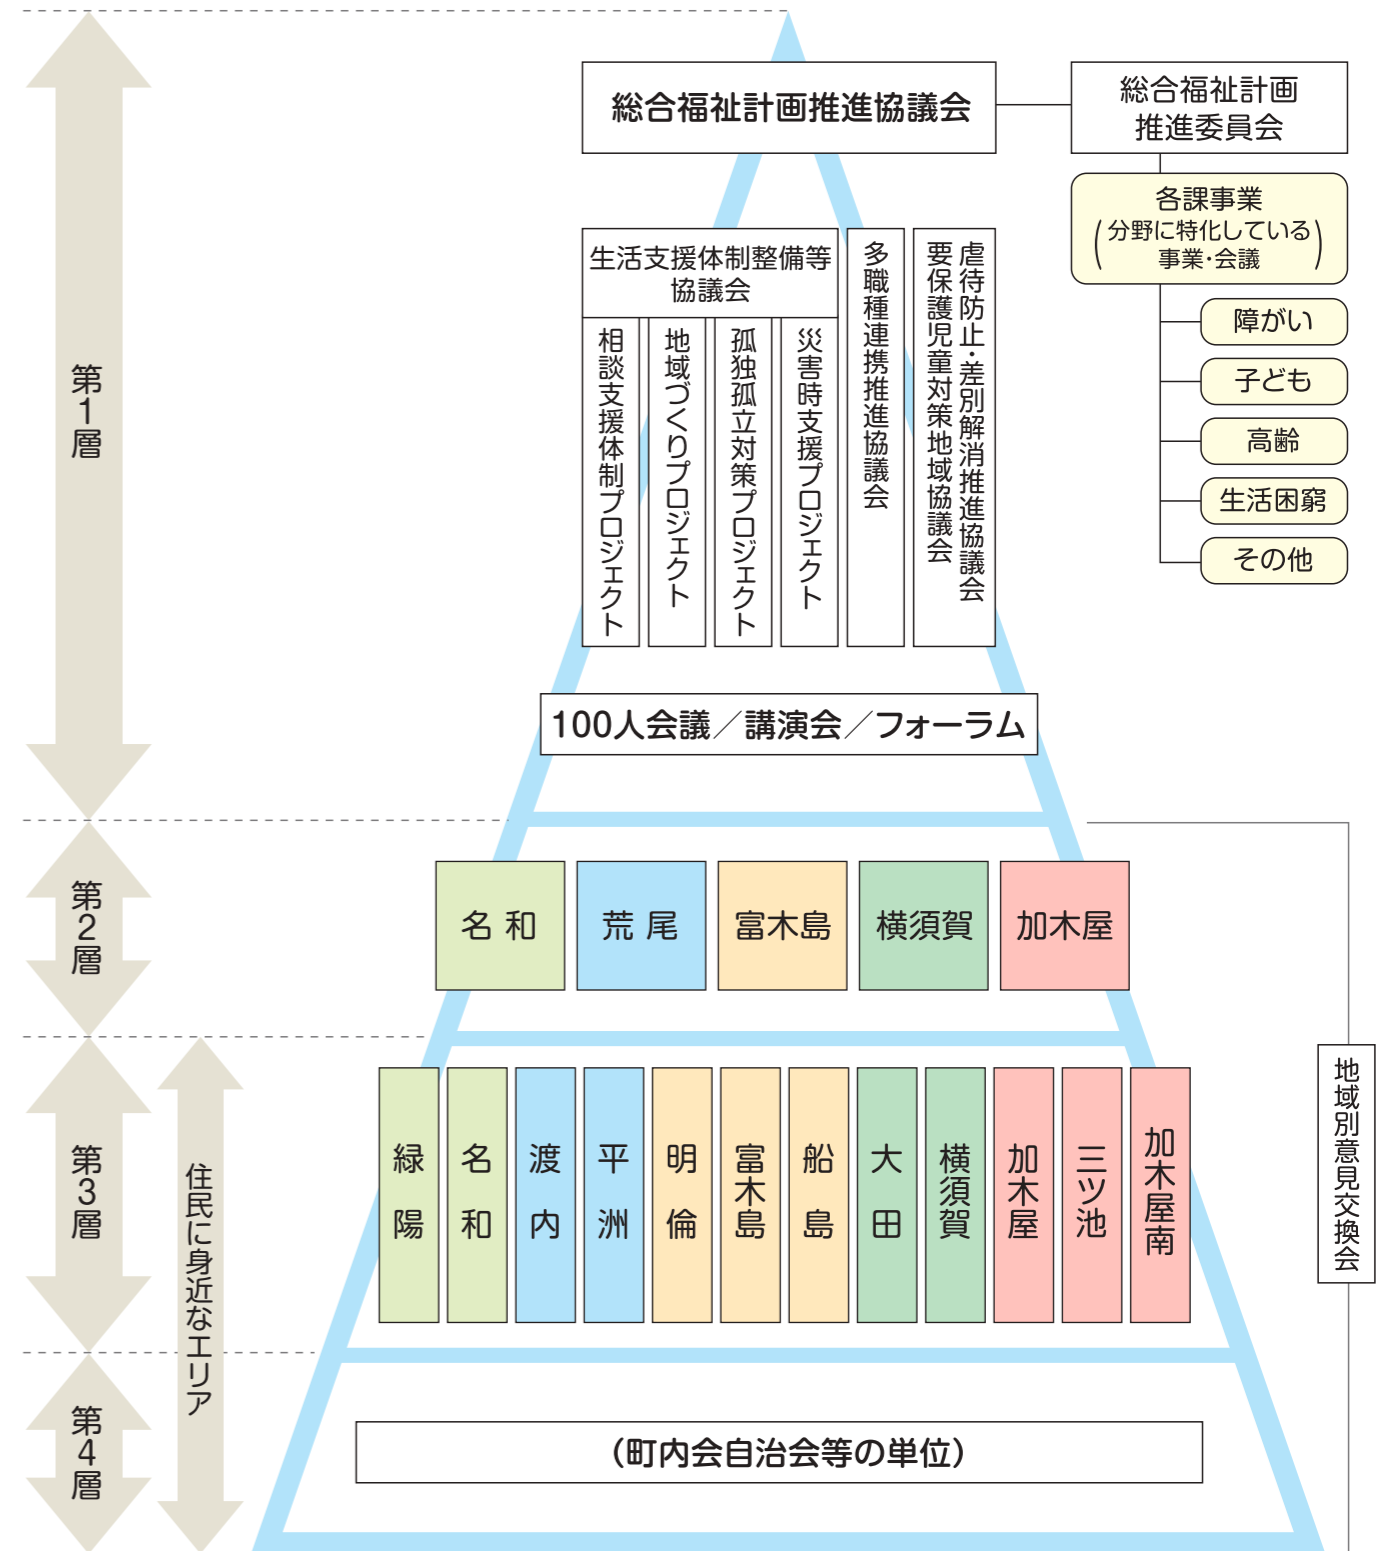 総合福祉計画推進協議会
総合福祉計画
推進委員会
各課事業
(分野に特化している
事業・会議)
障がい
子ども
高齢
生活困窮
その他
第1層
生活支援体制整備等
協議会
相談支援体制プロジェクト
地域づくりプロジェクト
孤独孤立対策プロジェクト
災害時支援プロジェクト
多職種連携推進協議会
虐待防止・差別解消推進協議会
要保護児童対策地域協議会
100人会議／講演会／フォーラム
第2層
名和
荒尾
富木島
横須賀
加木屋
第3層
住民に身近なエリア
緑陽
名和
渡内
平洲
明倫
富木島
船島
大田
横須賀
加木屋
三ツ池
加木屋南
地域別意見交換会
第4層
（町内会自治会等の単位）